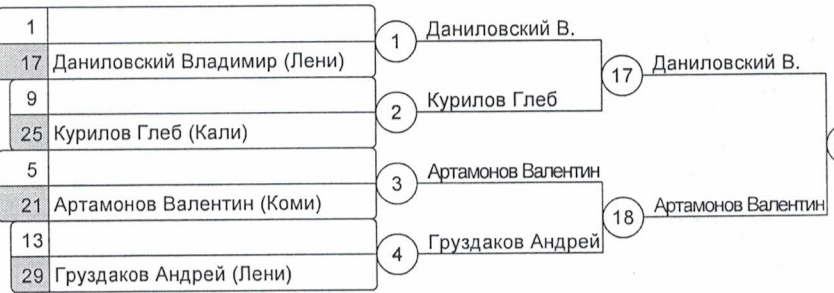 1
17 Даниловский Владимир (Лени)
9
25 Курилов Глеб (Кали)
5
21 Артамонов Валентин (Коми)
13
29 Груздаков Андрей (Лени)
1 Даниловский В.
2 Курилов Глеб
3 Артамонов Валентин
4 Груздаков Андрей
17 Даниловский В.
18 Артамонов Валентин